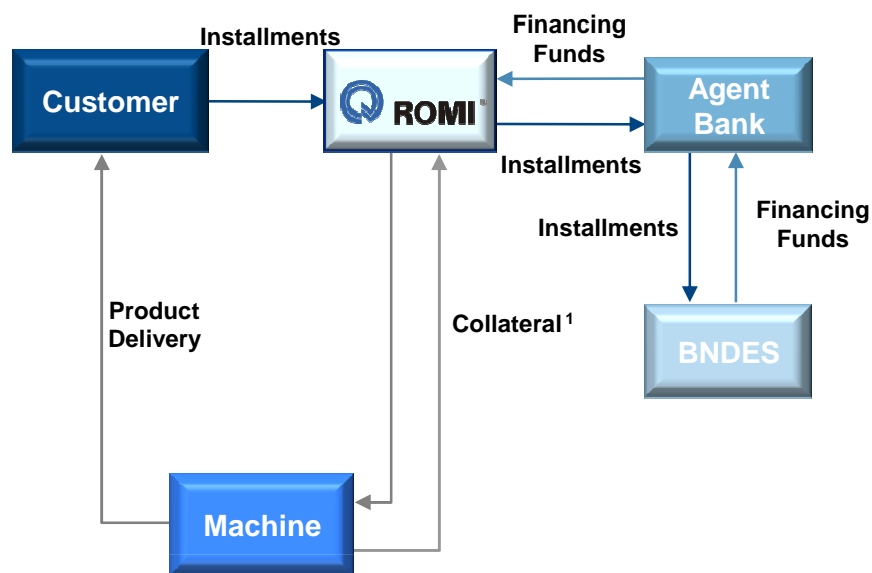 Installments
Financing
Funds
Customer
ROMI
Agent
Bank
Installments
Installments
Financing
Funds
Product
Delivery
Collateral 1
BNDES
Machine